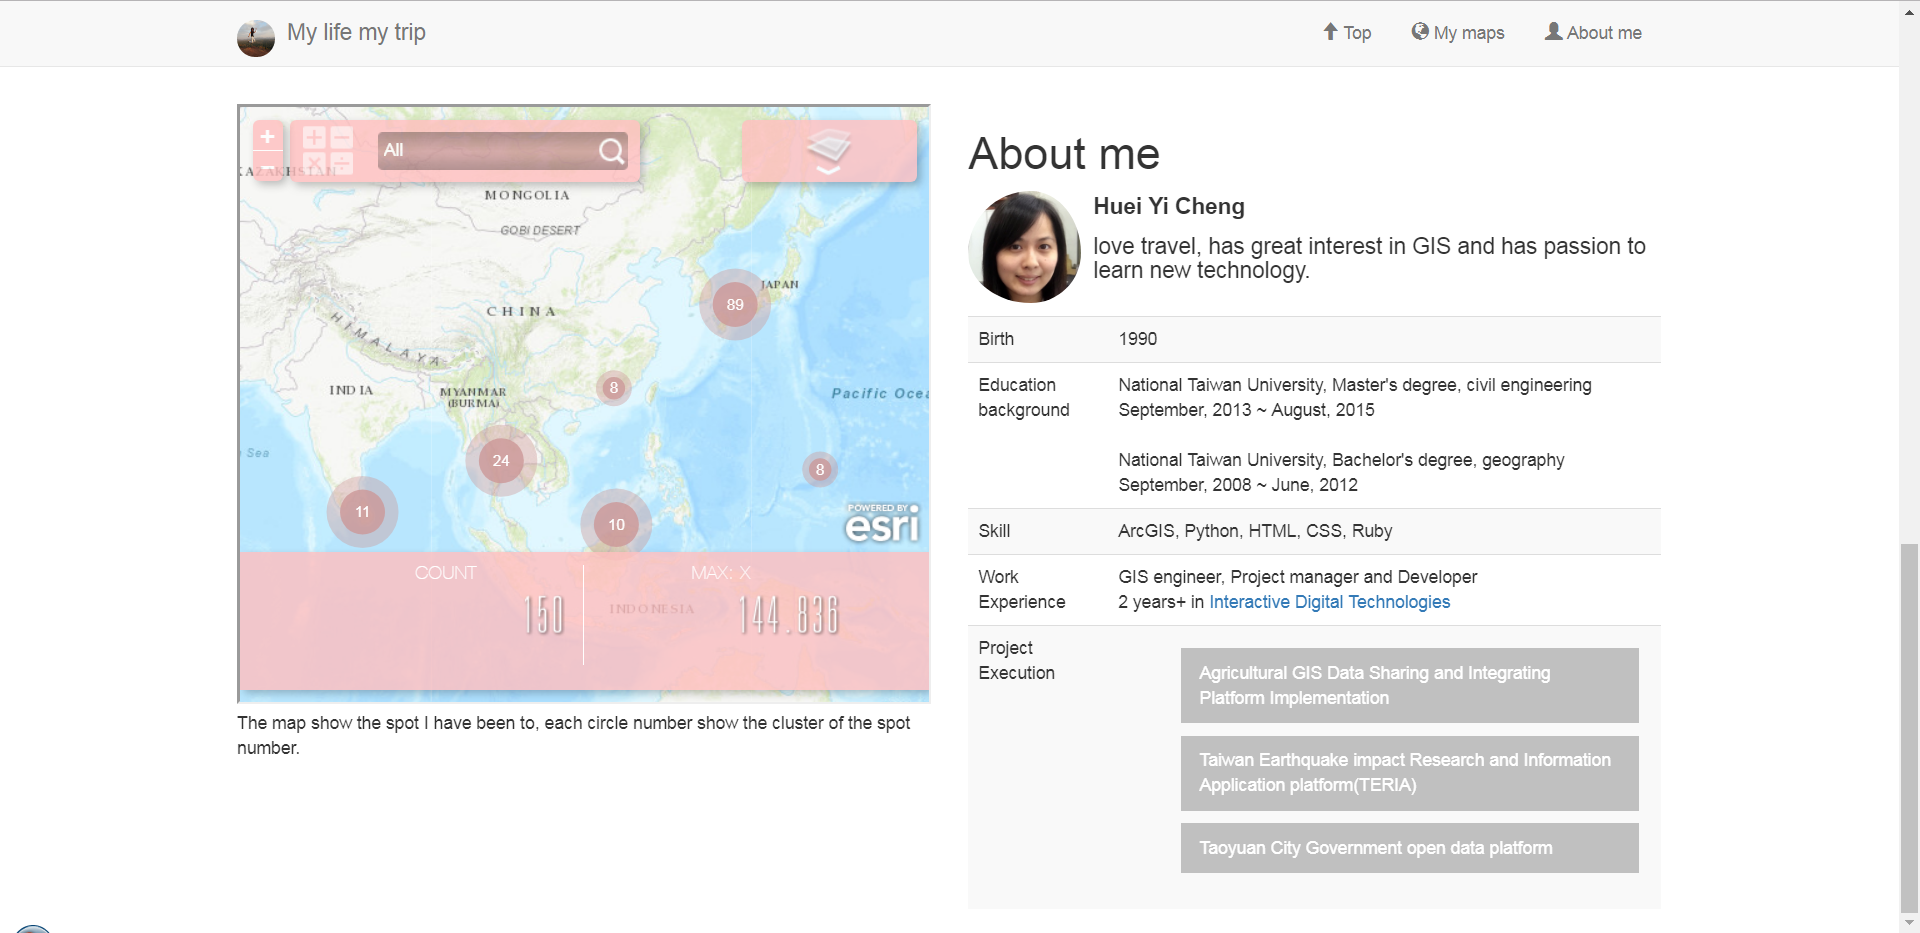 My life my trip
Top
My maps
About me
+
All
−
KAZAKHSTAN
MONGOLIA
GOBI DESERT
JAPAN
89
CHINA
HIMALAYA
8
INDIA
MYANMAR
(BURMA)
Pacific Ocea
Sea
24
8
11
10
POWERED BY
esri
COUNT
150
MAX: X
144.836
INDONESIA
The map show the spot I have been to, each circle number show the cluster of the spot
number.
About me
Huei Yi Cheng
love travel, has great interest in GIS and has passion to
learn new technology.
Birth
1990
Education
background
National Taiwan University, Master's degree, civil engineering
September, 2013 ~ August, 2015
National Taiwan University, Bachelor's degree, geography
September, 2008 ~ June, 2012
Skill
ArcGIS, Python, HTML, CSS, Ruby
Work
Experience
GIS engineer, Project manager and Developer
2 years+ in Interactive Digital Technologies
Project
Execution
Agricultural GIS Data Sharing and Integrating
Platform Implementation
Taiwan Earthquake impact Research and Information
Application platform(TERIA)
Taoyuan City Government open data platform